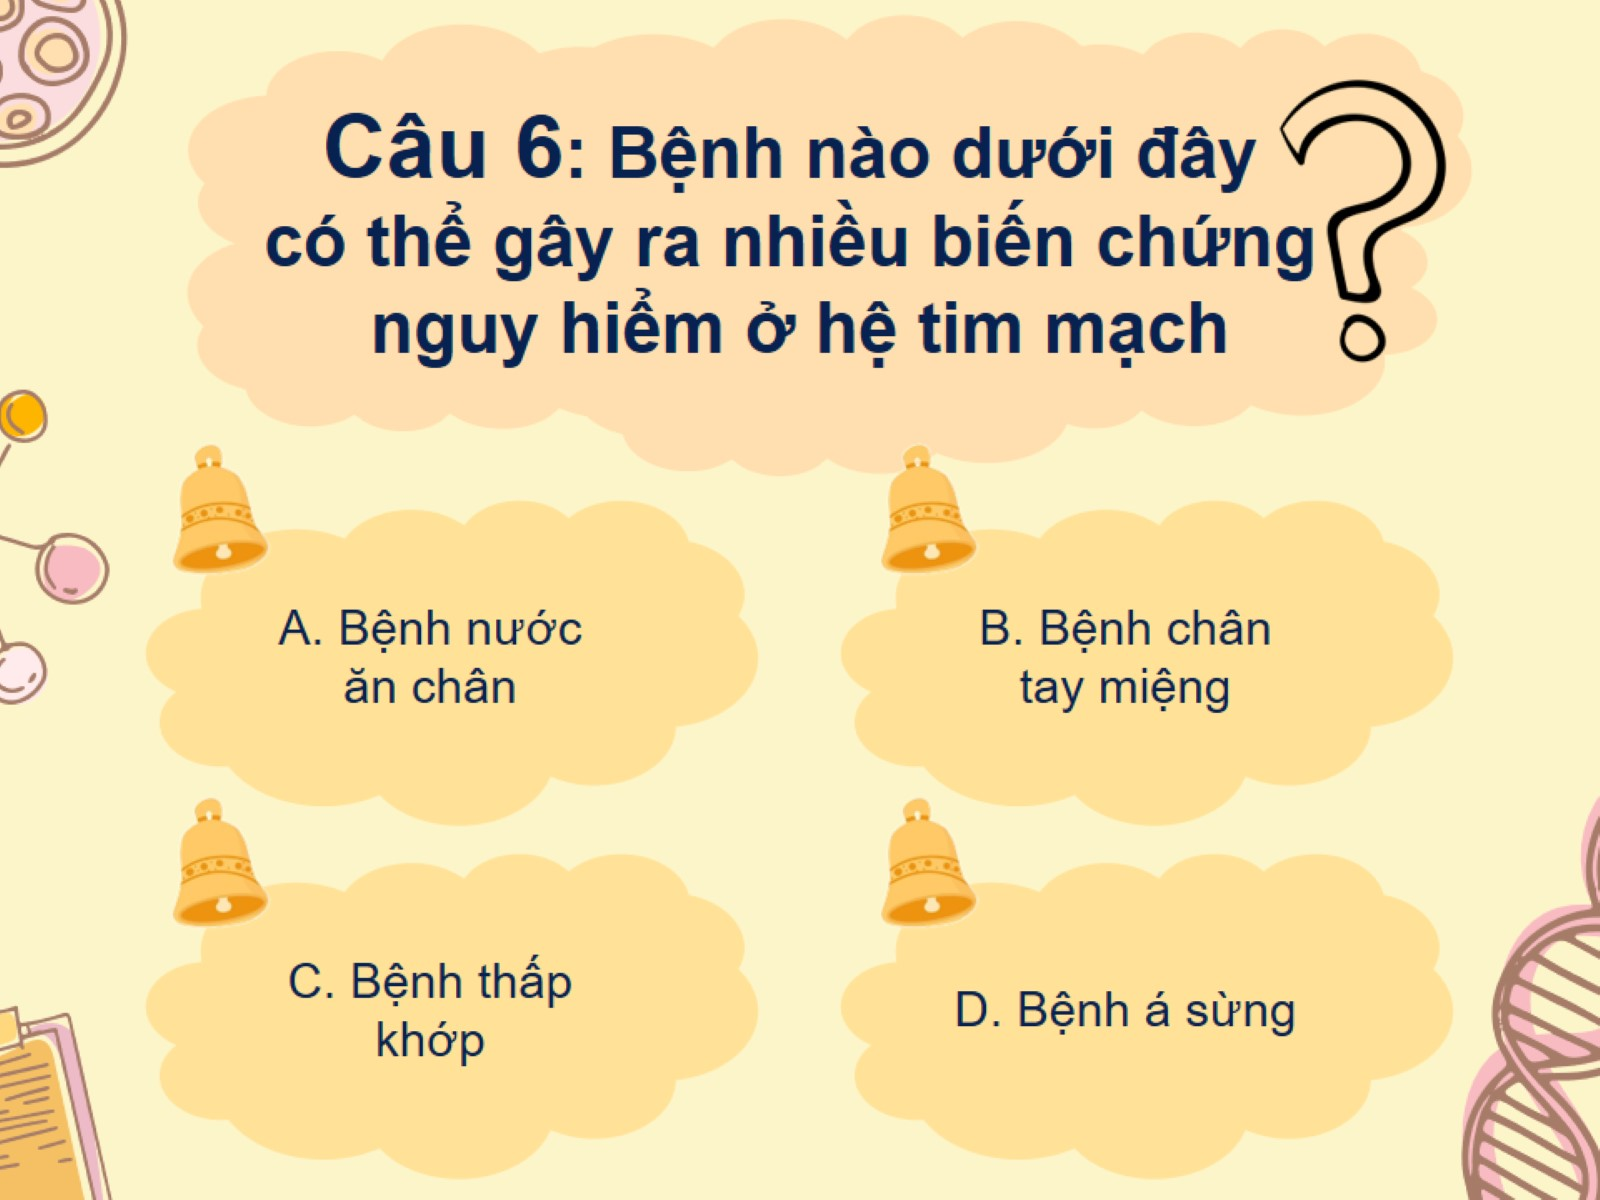 Câu 6: Bệnh nào dưới đây
có thể gây ra nhiều biến chứng
nguy hiểm ở hệ tim mạch
A. Bệnh nước
ăn chân
B. Bệnh chân
tay miệng
C. Bệnh thấp
khớp
D. Bệnh á sừng